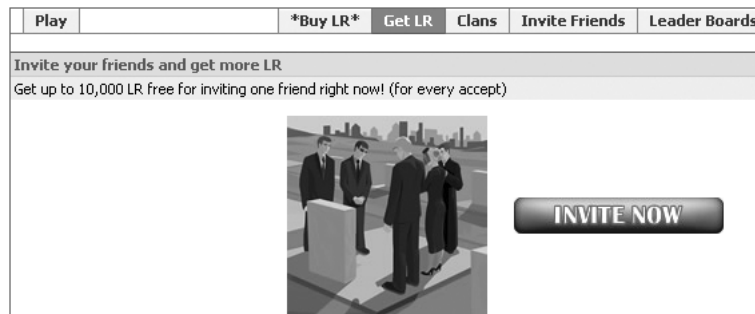 Play *Buy LR* Get LR Clans Invite Friends Leader Boards
Invite your friends and get more LR
Get up to 10,000 LR free for inviting one friend right now! (for every accept)
INVITE NOW